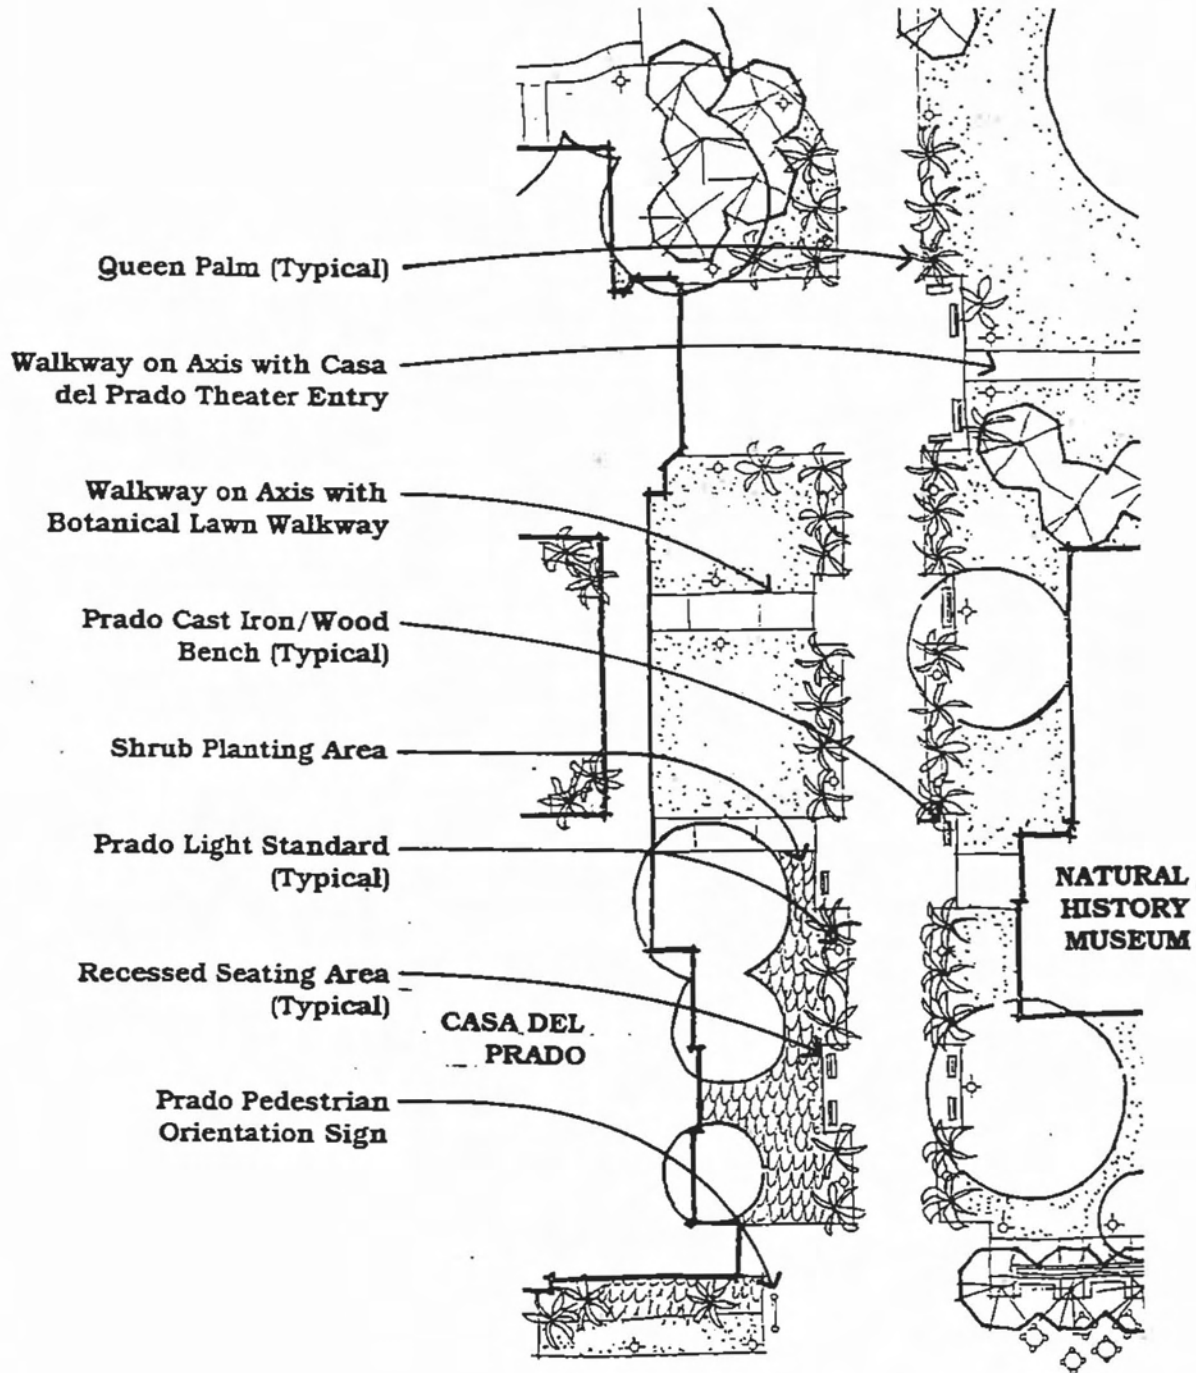 Queen Palm (Typical)
Walkway on Axis with Casa
del Prado Theater Entry
Walkway on Axis with
Botanical Lawn Walkway
Prado Cast Iron/Wood
Bench (Typical)
Shrub Planting Area
Prado Light Standard
(Typical)
NATURAL
HISTORY
MUSEUM
Recessed Seating Area
(Typical)
CASA DEL
PRADO
Prado Pedestrian
Orientation Sign